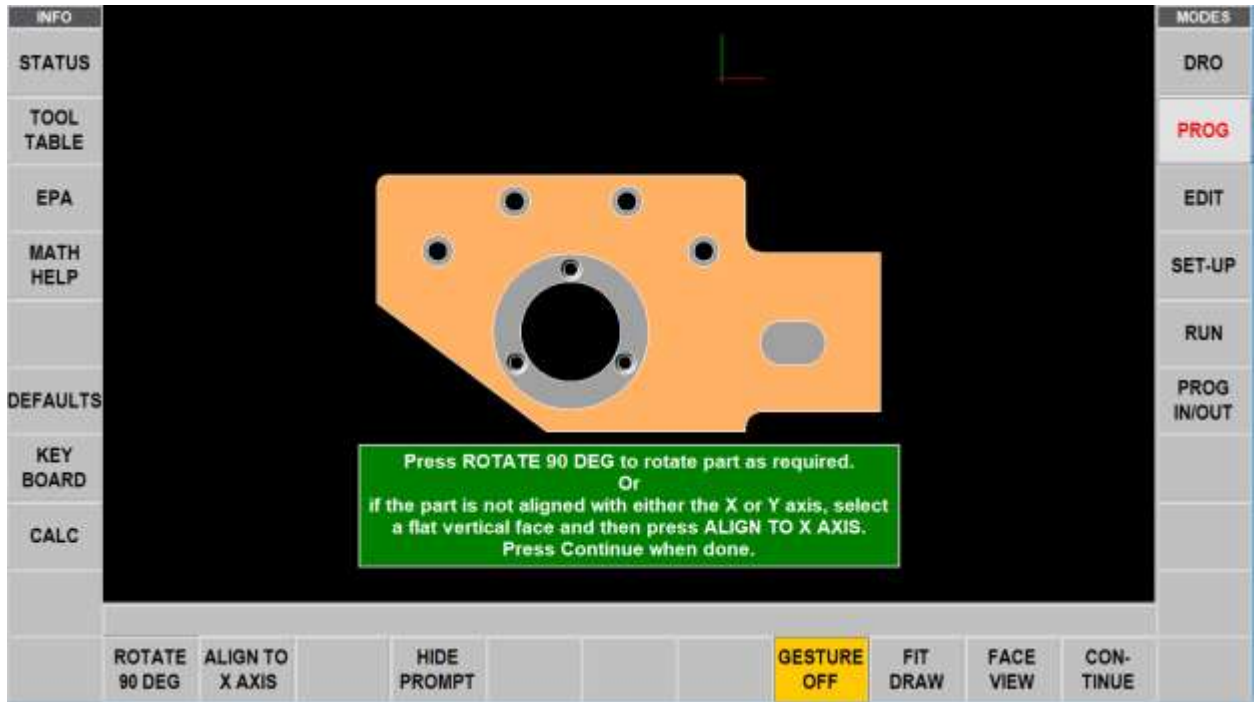 INFO
STATUS
TOOL
TABLE
EPA
MATH
HELP
DEFAULTS
KEY
BOARD
CALC
Press ROTATE 90 DEG to rotate part as required.
Or
if the part is not aligned with either the X or Y axis, select
a flat vertical face and then press ALIGN TO X AXIS.
Press Continue when done.
MODES
DRO
PROG
EDIT
SET-UP
RUN
PROG
IN/OUT
ROTATE
90 DEG
ALIGN TO
X AXIS
HIDE
PROMPT
GESTURE
OFF
FIT
DRAW
FACE
VIEW
CON-
TINUE